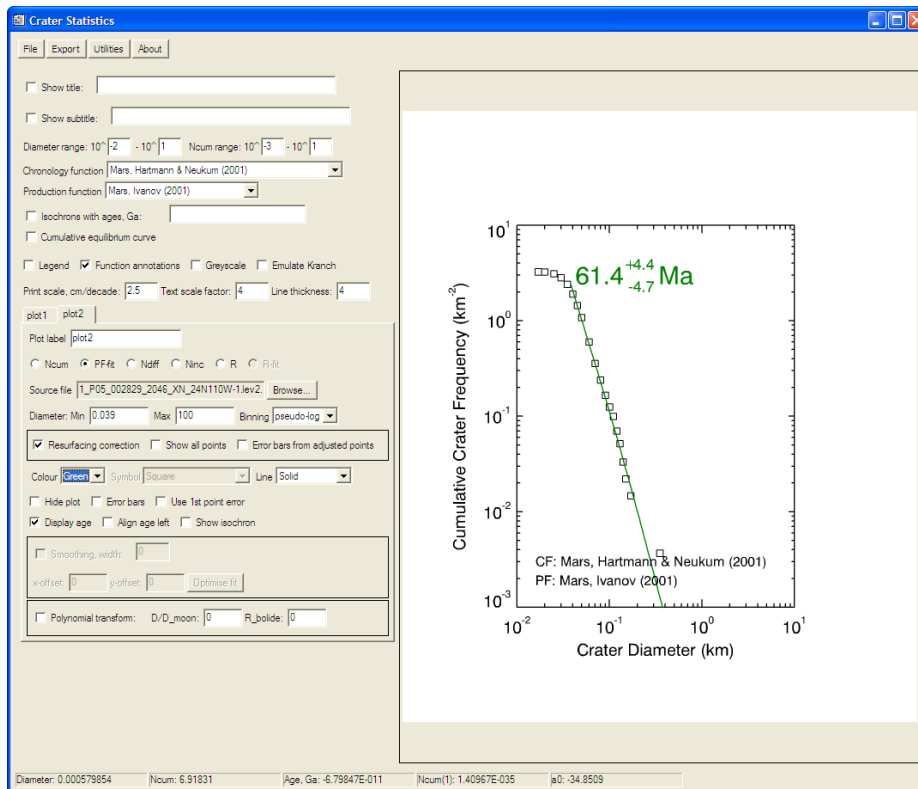 Crater Statistics
File Export Utilities About
Show title:
Show subtitle:
Diameter range: 10^ -2 - 10^ 1 Ncum range: 10^ -3 - 10^ 1
Chronology function Mars, Hartmann & Neukum (2001)
Production function Mars, Ivanov (2001)
Isochrons with ages, Ga:
Cumulative equilibrium curve
Legend Function annotations Greyscale Emulate Kranch
Print scale, cm/decade: 2.5 Text scale factor: 4 Line thickness: 4
plot1 plot2
Plot label plot2
Ncum PF-fit Ndiff Ninc R R-fit
Source file 1_P05_002829_2046_XN_24N110W-1.lev2. Browse...
Diameter: Min 0.039 Max 100 Binning pseudo-log
Resurfacing correction Show all points Error bars from adjusted points
Colour Green Symbol Square Line Solid
Hide plot Error bars Use 1st point error
Display age Align age left Show isochron
Smoothing, width: 0
x-offset: 0 y-offset: 0 Optimise fit
Polynomial transform: D/D_moon: 0 R_bolide: 0
Cumulative Crater Frequency (km⁻²)
10¹
10⁰
10⁻¹
10⁻²
10⁻³
61.4 +4.4 -4.7 Ma
CF: Mars, Hartmann & Neukum (2001)
PF: Mars, Ivanov (2001)
10⁻² 10⁻¹ 10⁰ 10¹
Crater Diameter (km)
Diameter: 0.000579854 Ncum: 6.91831 Age, Ga: -6.79847E-011 Ncum(1): 1.40967E-035 a0: -34.8509